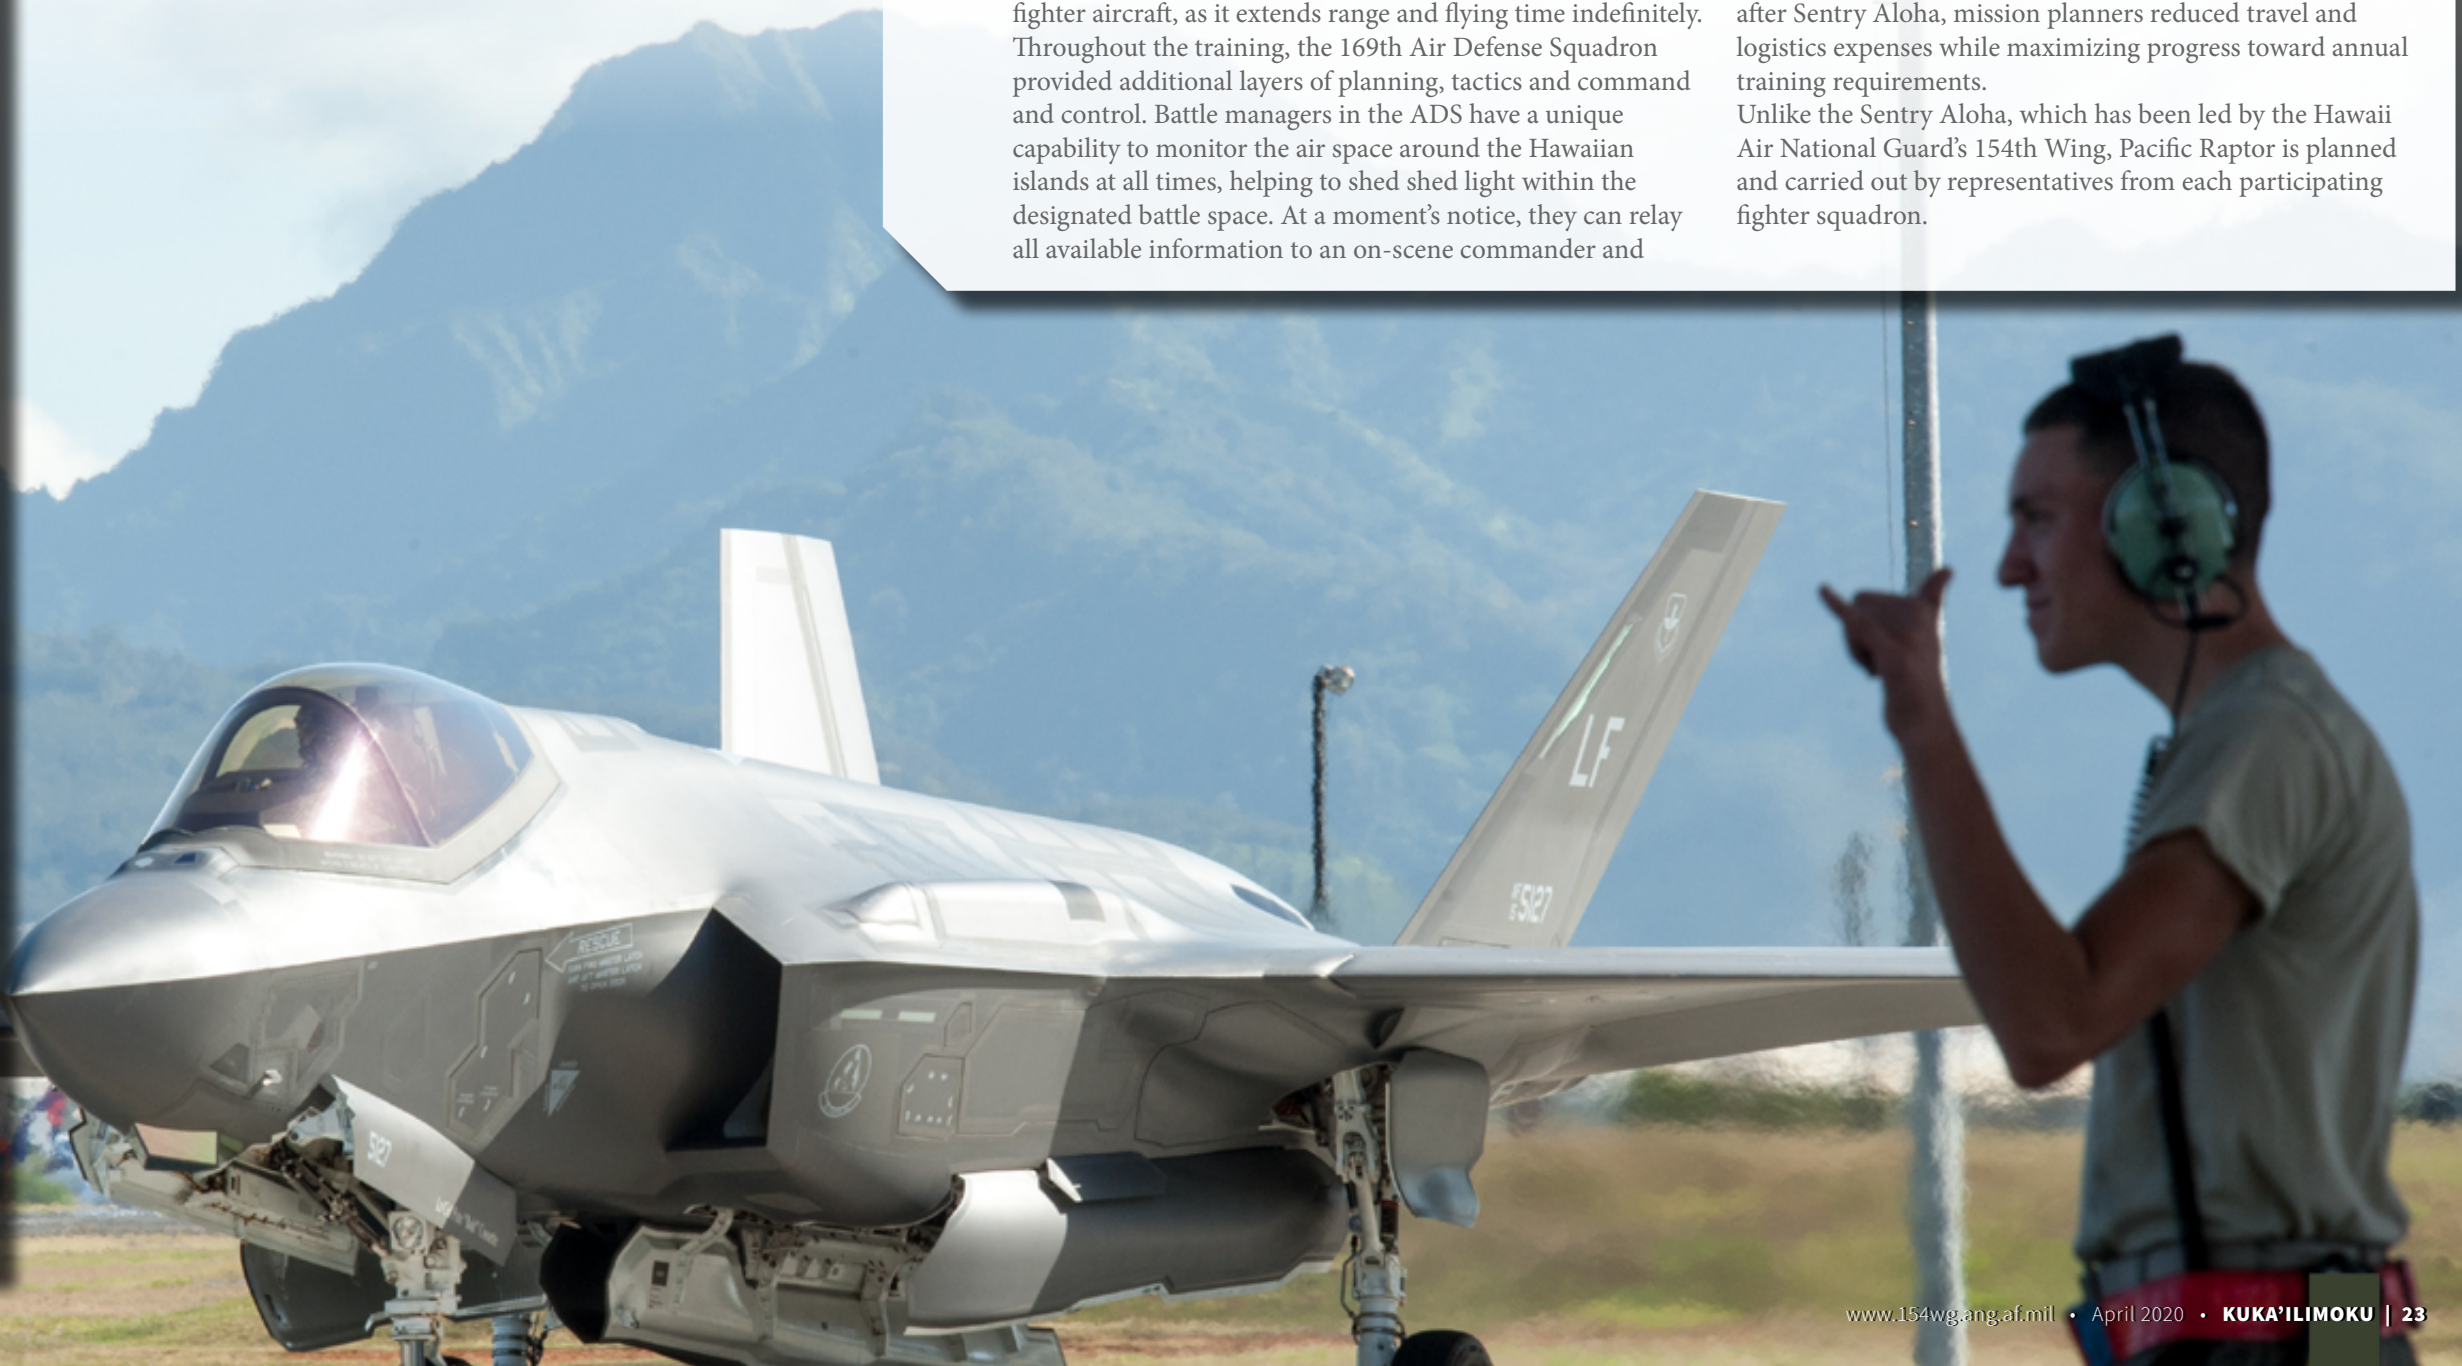 fighter aircraft, as it extends range and flying time indefinitely.
Throughout the training, the 169th Air Defense Squadron
provided additional layers of planning, tactics and command
and control. Battle managers in the ADS have a unique
capability to monitor the air space around the Hawaiian
islands at all times, helping to shed shed light within the
designated battle space. At a moment’s notice, they can relay
all available information to an on-scene commander and
after Sentry Aloha, mission planners reduced travel and
logistics expenses while maximizing progress toward annual
training requirements.
Unlike the Sentry Aloha, which has been led by the Hawaii
Air National Guard’s 154th Wing, Pacific Raptor is planned
and carried out by representatives from each participating
fighter squadron.
LF
AF
15
5127
RESCUE
5127
www.154wg.ang.af.mil • April 2020 • KUKA’ILIMOKU | 23